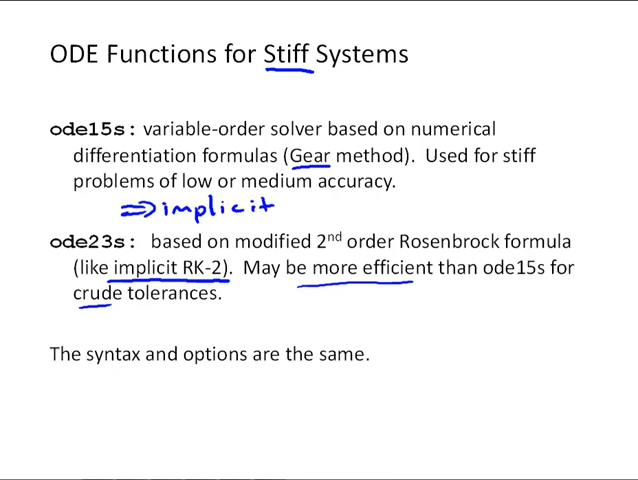 ODE Functions for Stiff Systems
ode15s: variable-order solver based on numerical
differentiation formulas (Gear method). Used for stiff
problems of low or medium accuracy.
⇒ implicit
ode23s: based on modified 2nd order Rosenbrock formula
(like implicit RK-2). May be more efficient than ode15s for
crude tolerances.
The syntax and options are the same.